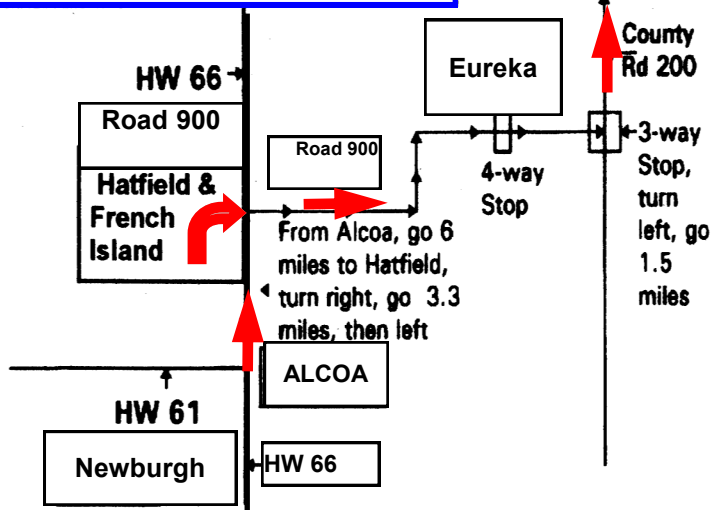 HW 66
Road 900
Hatfield &
French
Island
Road 900
From Alcoa, go 6
miles to Hatfield,
turn right, go 3.3
miles, then left
Eureka
4-way
Stop
County
Rd 200
3-way
Stop,
turn
left, go
1.5
miles
ALCOA
HW 61
Newburgh
HW 66